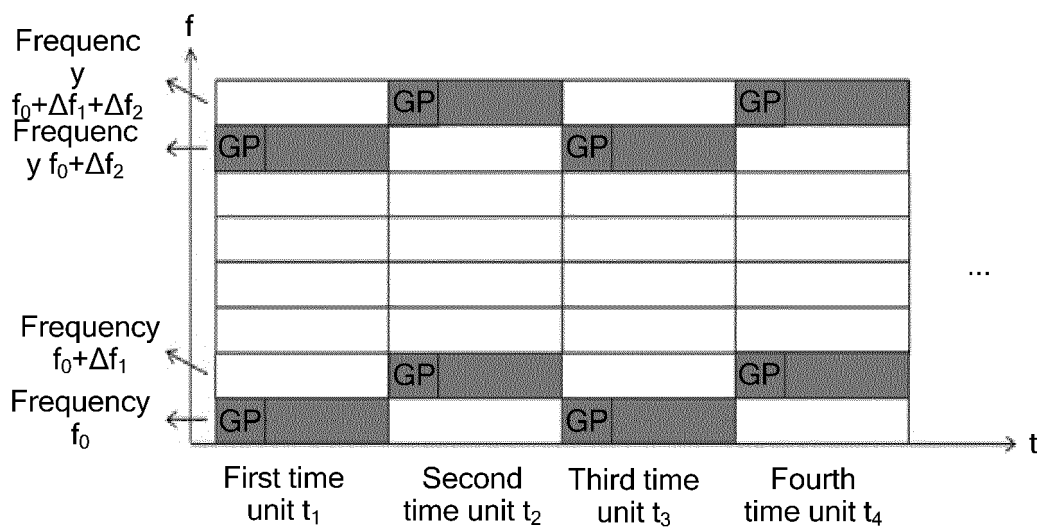 Frequenc
y
f₀+Δf₁+Δf₂
Frequenc
y f₀+Δf₂
Frequency
f₀+Δf₁
Frequency
f₀
f
GP GP
GP GP
...
GP GP
GP GP
t
First time
unit t₁
Second
time unit t₂
Third time
unit t₃
Fourth
time unit t₄